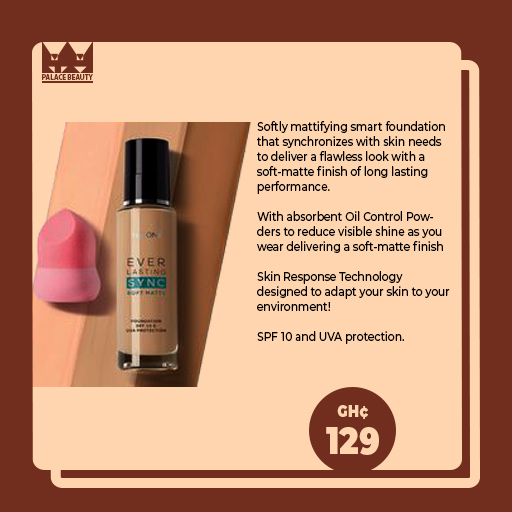 PALACE BEAUTY
Softly mattifying smart foundation
that synchronizes with skin needs
to deliver a flawless look with a
soft-matte finish of long lasting
performance.
With absorbent Oil Control Pow-
ders to reduce visible shine as you
wear delivering a soft-matte finish
Skin Response Technology
designed to adapt your skin to your
environment!
SPF 10 and UVA protection.
EVER
LASTING
SYNC
SOFT MATTE
FOUNDATION
SPF 10 &
UVA PROTECTION
GH¢
129